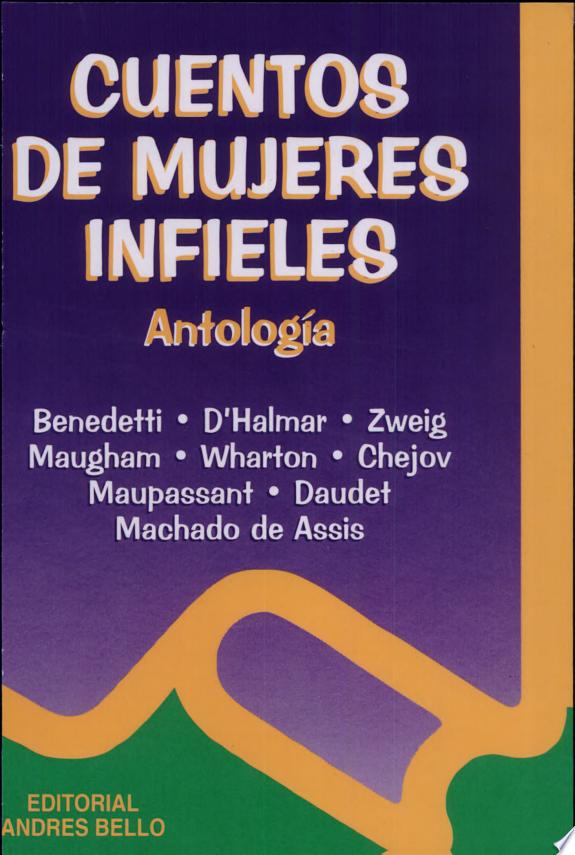 CUENTOS
DE MUJERES
INFIELES
Antología
Benedetti • D'Halmar • Zweig
Maugham • Wharton • Chejov
Maupassant • Daudet
Machado de Assis
EDITORIAL
ANDRES BELLO